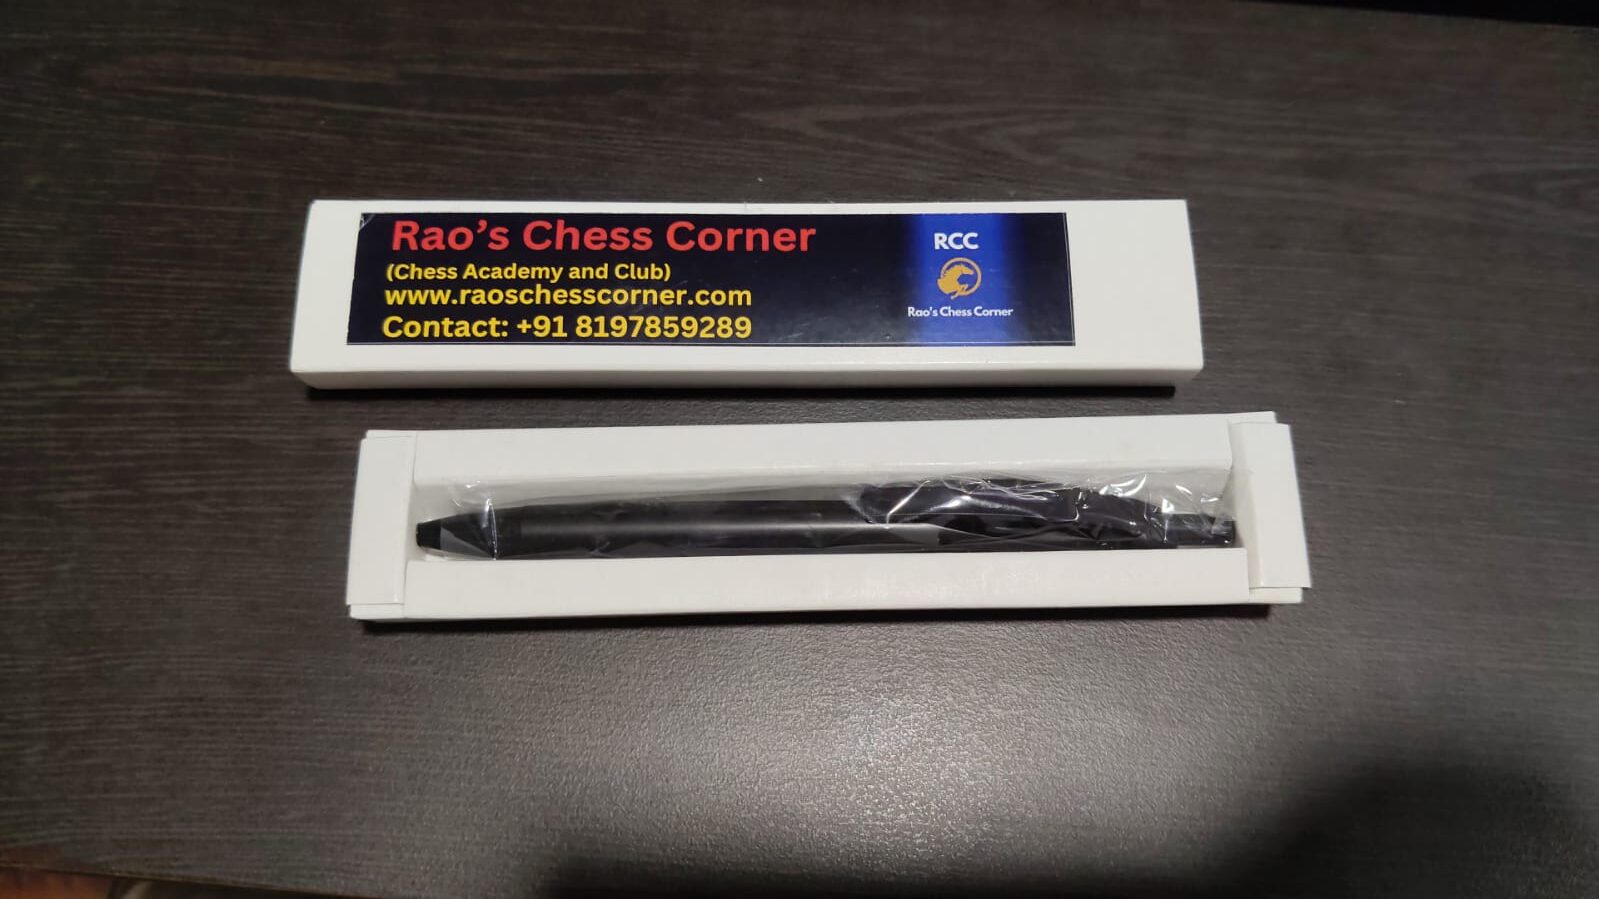 Rao's Chess Corner
(Chess Academy and Club)
www.raoschesscorner.com
Contact: +91 8197859289
RCC
Rao's Chess Corner